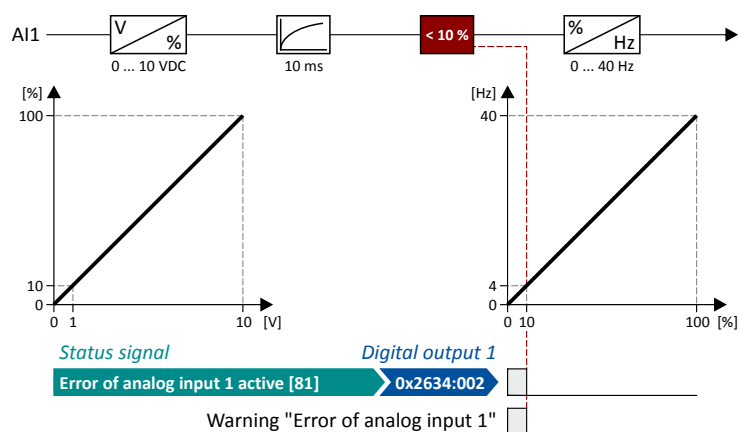 AI1
V
%
0 ... 10 VDC
10 ms
< 10 %
%
Hz
0 ... 40 Hz
[%]
100
10
0
0 1 10 [V]
[Hz]
40
4
0
0 10 100 [%]
Status signal
Digital output 1
Error of analog input 1 active [81]
0x2634:002
Warning "Error of analog input 1"